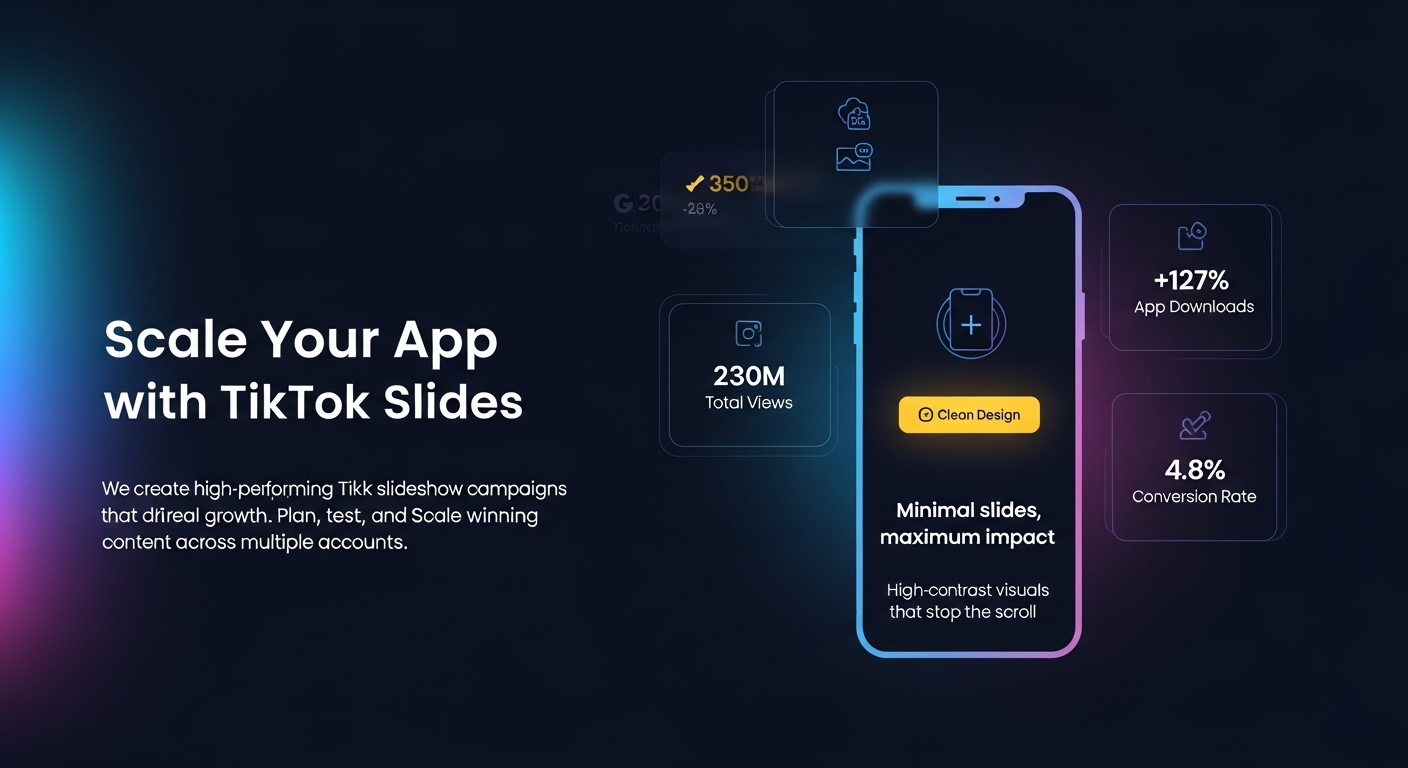 Scale Your App
with TikTok Slides
We create high-performing Tikk slideshow campaigns
that drireal growth. Plan, test, and Scale winning
content across multiple accounts.
G 30
350
-28%
230M
Total Views
Clean Design
Minimal slides,
maximum impact
High-contrast visuals
that stop the scroll
+127%
App Downloads
4.8%
Conversion Rate